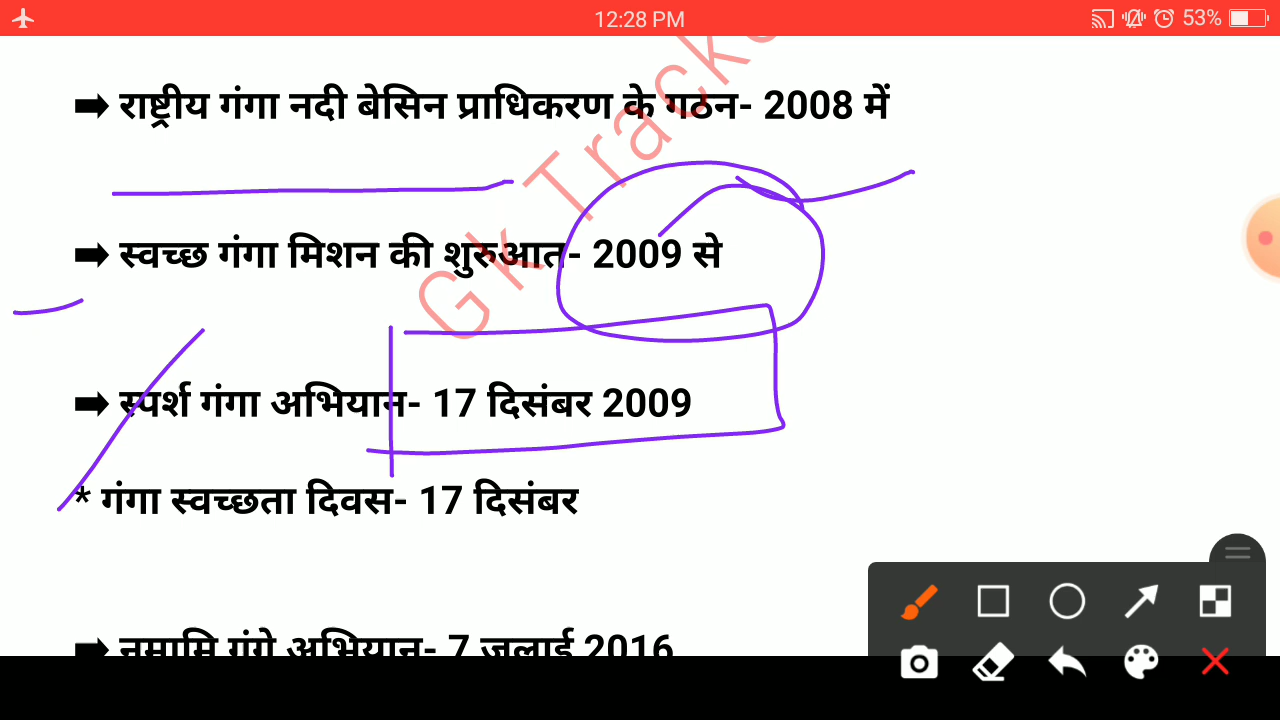 12:28 PM
53%
➡ राष्ट्रीय गंगा नदी बेसिन प्राधिकरण के गठन- 2008 में
➡ स्वच्छ गंगा मिशन की शुरुआत- 2009 से
➡ स्पर्श गंगा अभियान- 17 दिसंबर 2009
* गंगा स्वच्छता दिवस- 17 दिसंबर
➡ नमामि गंगे अभियान- 7 जुलाई 2016
Gk Track